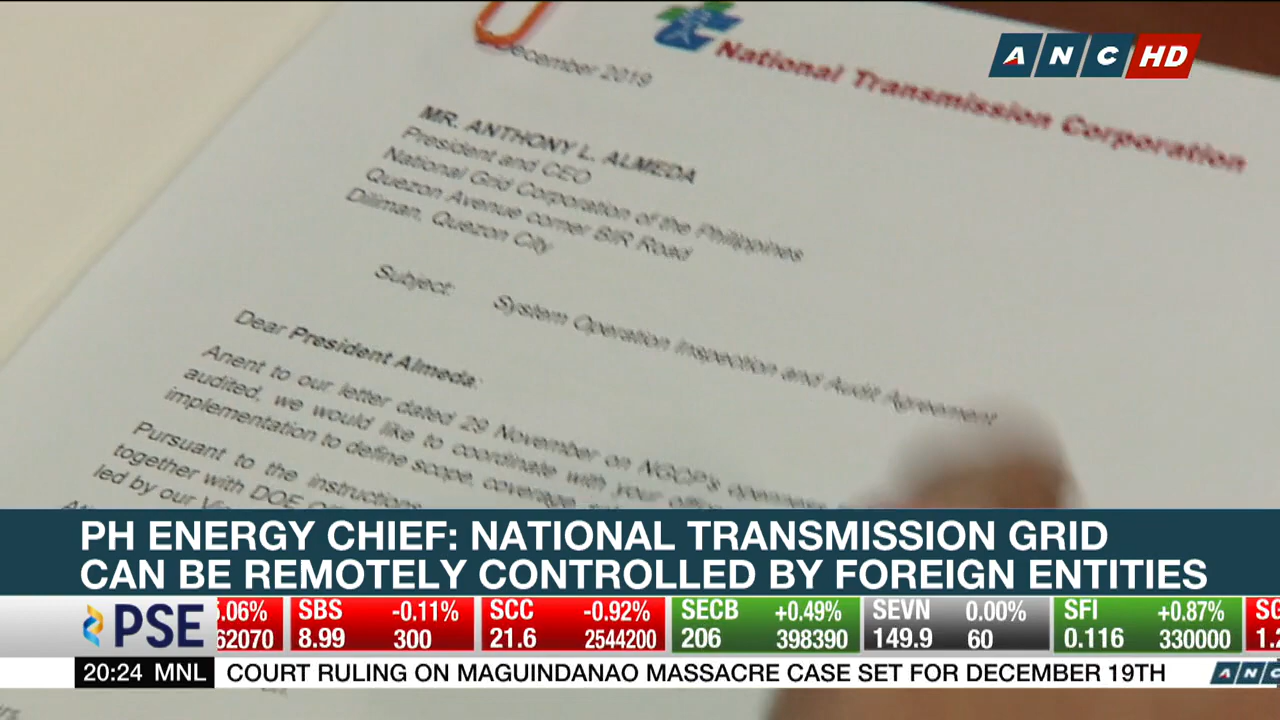 National Transmission Corporation
ANC HD
December 2019
MR. ANTHONY L. ALMEDA
President and CEO
National Grid Corporation of the Philippines
Quezon Avenue corner BIR Road
Diliman, Quezon City
Subject: System Operation Inspection and Audit Agreement
Dear President Almeda:
Anent to our letter dated 29 November on NGCP's openness
audited, we would like to coordinate with your office
implementation to define scope, coverage,
Pursuant to the instructions
together with DOE
led by our
PH ENERGY CHIEF: NATIONAL TRANSMISSION GRID
CAN BE REMOTELY CONTROLLED BY FOREIGN ENTITIES
PSE
5.06% SBS -0.11% SCC -0.92% SECB +0.49% SEVN 0.00% SFI +0.87%
62070 8.99 300 21.6 2544200 206 398390 149.9 60 0.116 330000
20:24 MNL COURT RULING ON MAGUINDANAO MASSACRE CASE SET FOR DECEMBER 19TH
ANC